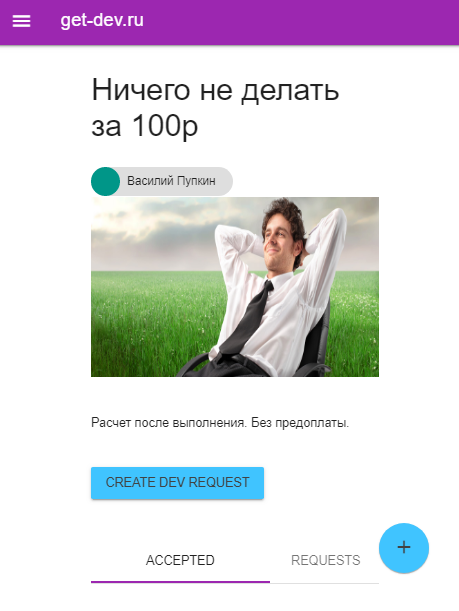 get-dev.ru
Ничего не делать
за 100р
Василий Пупкин
Расчет после выполнения. Без предоплаты.
CREATE DEV REQUEST
+
ACCEPTED
REQUESTS